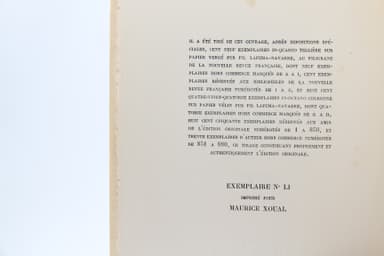 IL A ÉTÉ TIRÉ DE CET OUVRAGE, APRÈS IMPOSITIONS SPÉ-
CIALES, CENT NEUF EXEMPLAIRES IN-QUARTO TELLIÈRE SUR
PAPIER VERGÉ PUR FIL LAFUMA-NAVARRE, AU FILIGRANE
DE LA NOUVELLE REVUE FRANÇAISE, DONT NEUF EXEM-
PLAIRES HORS COMMERCE MARQUÉS DE A A I, CENT EXEM-
PLAIRES RÉSERVÉS AUX BIBLIOPHILES DE LA NOUVELLE
REVUE FRANÇAISE NUMÉROTÉS DE I A C, ET HUIT CENT
QUATRE-VINGT-QUATORZE EXEMPLAIRES IN-OCTAVO COURONNE
SUR PAPIER VÉLIN PUR FIL LAFUMA-NAVARRE, DONT QUA-
TORZE EXEMPLAIRES HORS COMMERCE MARQUÉS DE a A n,
HUIT CENT CINQUANTE EXEMPLAIRES RÉSERVÉS AUX AMIS
DE L'ÉDITION ORIGINALE NUMÉROTÉS DE 1 A 850, ET
TRENTE EXEMPLAIRES D'AUTEUR HORS COMMERCE NUMÉROTÉS
DE 851 A 880, CE TIRAGE CONSTITUANT PROPREMENT ET
AUTHENTIQUEMENT L'ÉDITION ORIGINALE.
EXEMPLAIRE N° LI
IMPRIMÉ POUR
MAURICE XOUAL